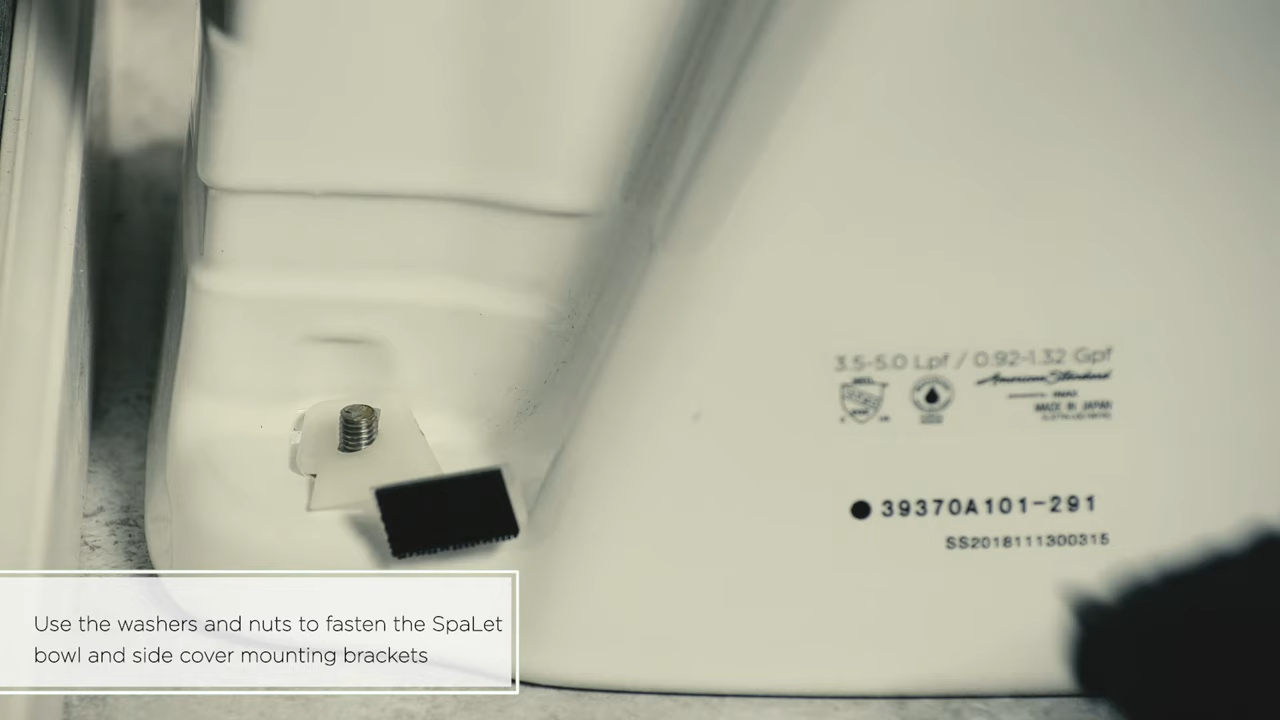 3.5-5.0 Lpf / 0.92-1.32 Gpf
American Standard
MADE IN JAPAN
39370A101-291
SS2018111300315
Use the washers and nuts to fasten the SpaLet
bowl and side cover mounting brackets